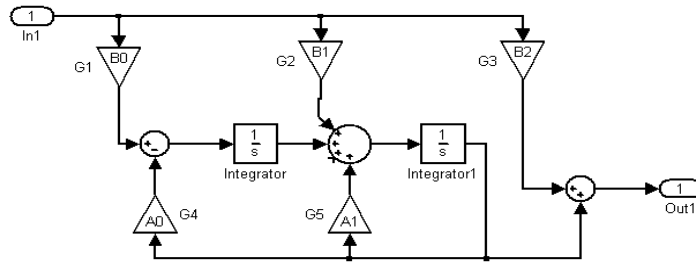 1
In1
G1
B0
G2
B1
G3
B2
+
-
1
s
Integrator
+
+
+
+
1
s
Integrator1
+
+
1
Out1
A0
G4
G5
A1